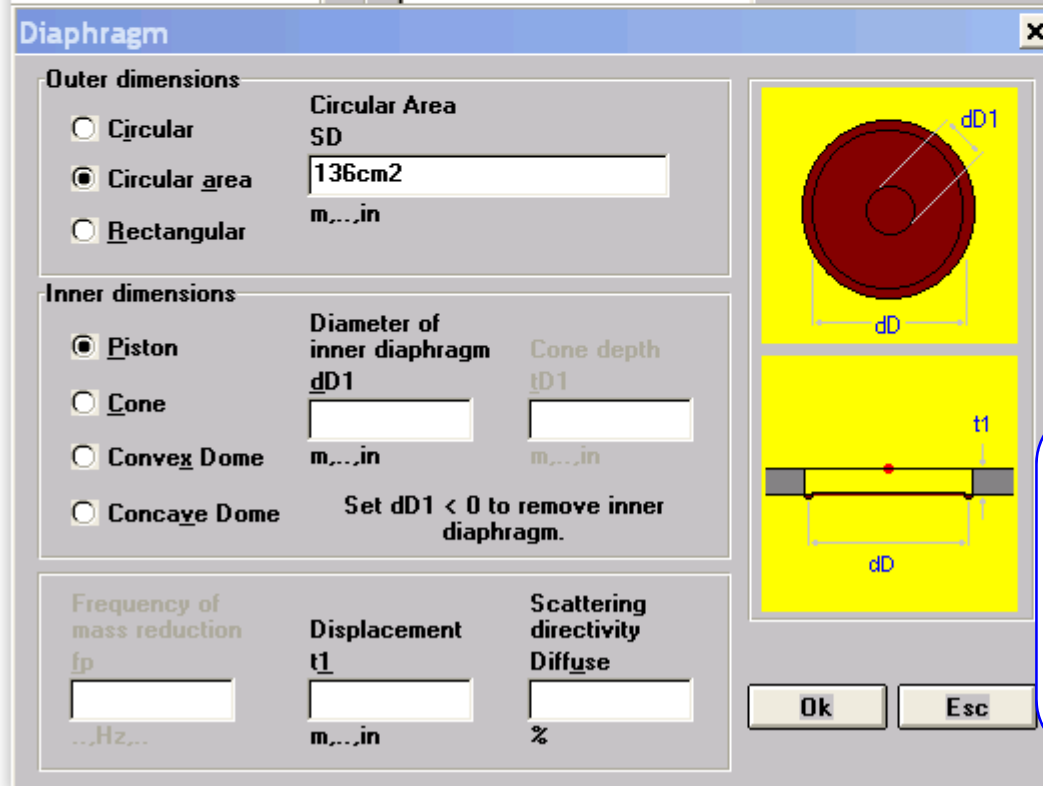 Diaphragm
Outer dimensions
Circular
Circular area
Rectangular
Circular Area
SD
136cm2
m,..,in
Inner dimensions
Piston
Cone
Convex Dome
Concave Dome
Diameter of
inner diaphragm
dD1
m,..,in
Cone depth
tD1
m,..,in
Set dD1 < 0 to remove inner
diaphragm.
Frequency of
mass reduction
fp
..,Hz,..
Displacement
t1
m,..,in
Scattering
directivity
Diffuse
%
dD1
dD
t1
dD
Ok
Esc